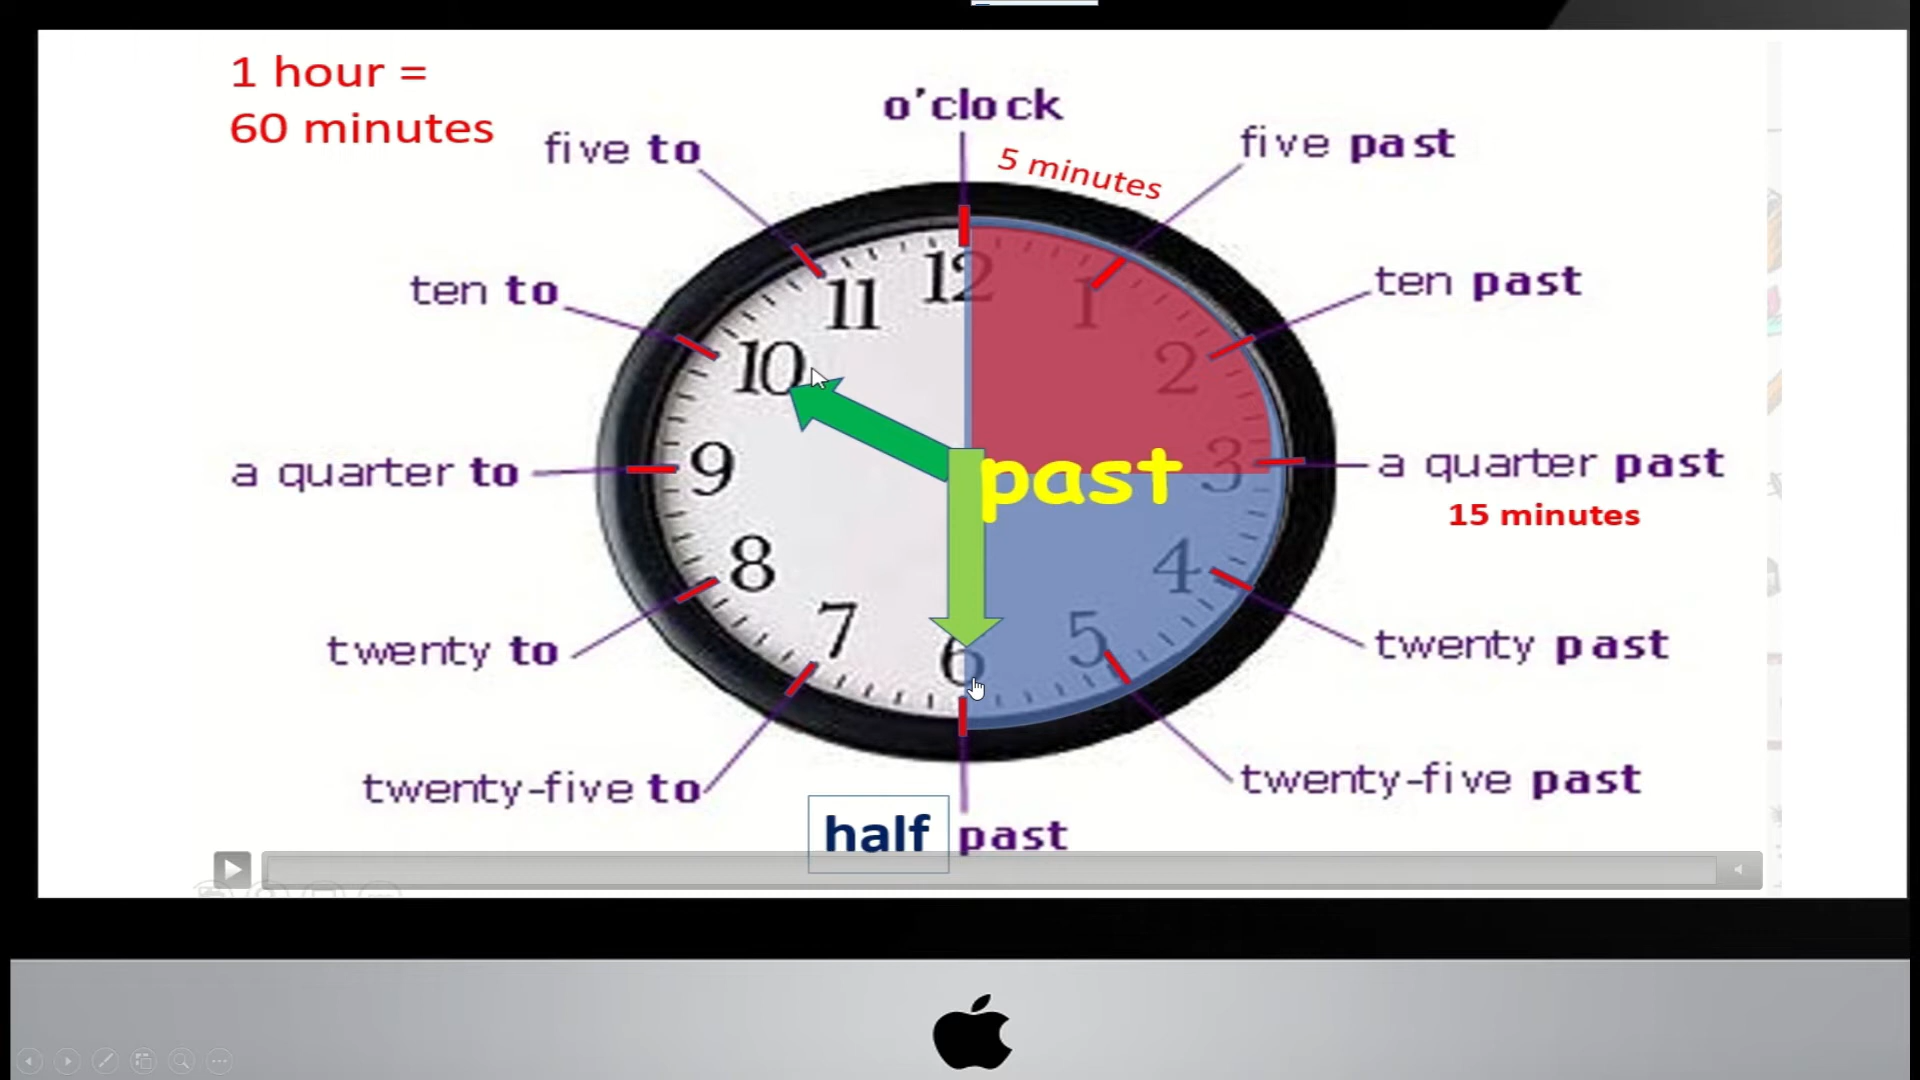 1 hour =
60 minutes
o'clock
five to
5 minutes
five past
ten to
ten past
12
11
1
10
2
a quarter to
9
past
3
a quarter past
15 minutes
8
4
twenty to
7
5
twenty past
6
twenty-five to
twenty-five past
half past